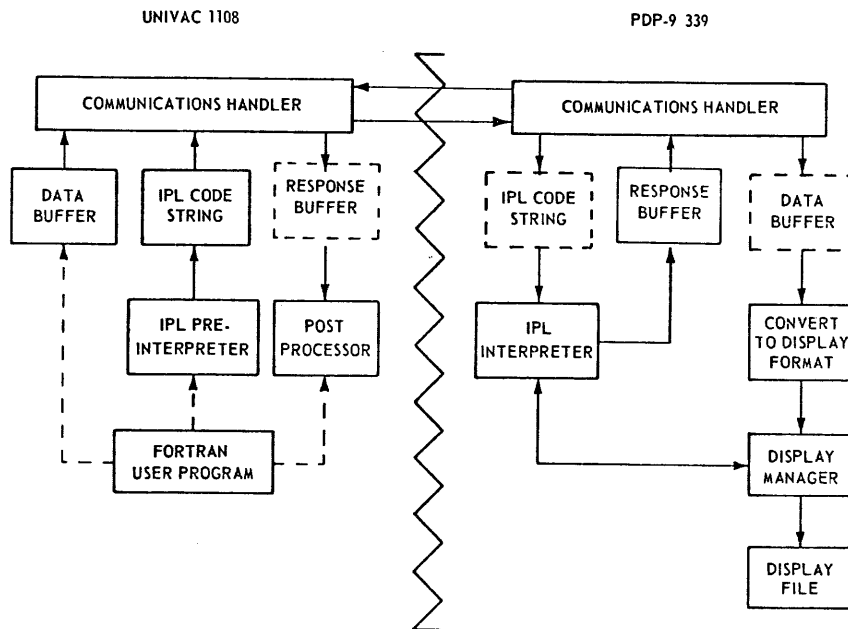 UNIVAC 1108
PDP-9 339
COMMUNICATIONS HANDLER
COMMUNICATIONS HANDLER
DATA
BUFFER
IPL CODE
STRING
RESPONSE
BUFFER
IPL CODE
STRING
RESPONSE
BUFFER
DATA
BUFFER
IPL PRE-
INTERPRETER
POST
PROCESSOR
IPL
INTERPRETER
CONVERT
TO DISPLAY
FORMAT
FORTRAN
USER PROGRAM
DISPLAY
MANAGER
DISPLAY
FILE